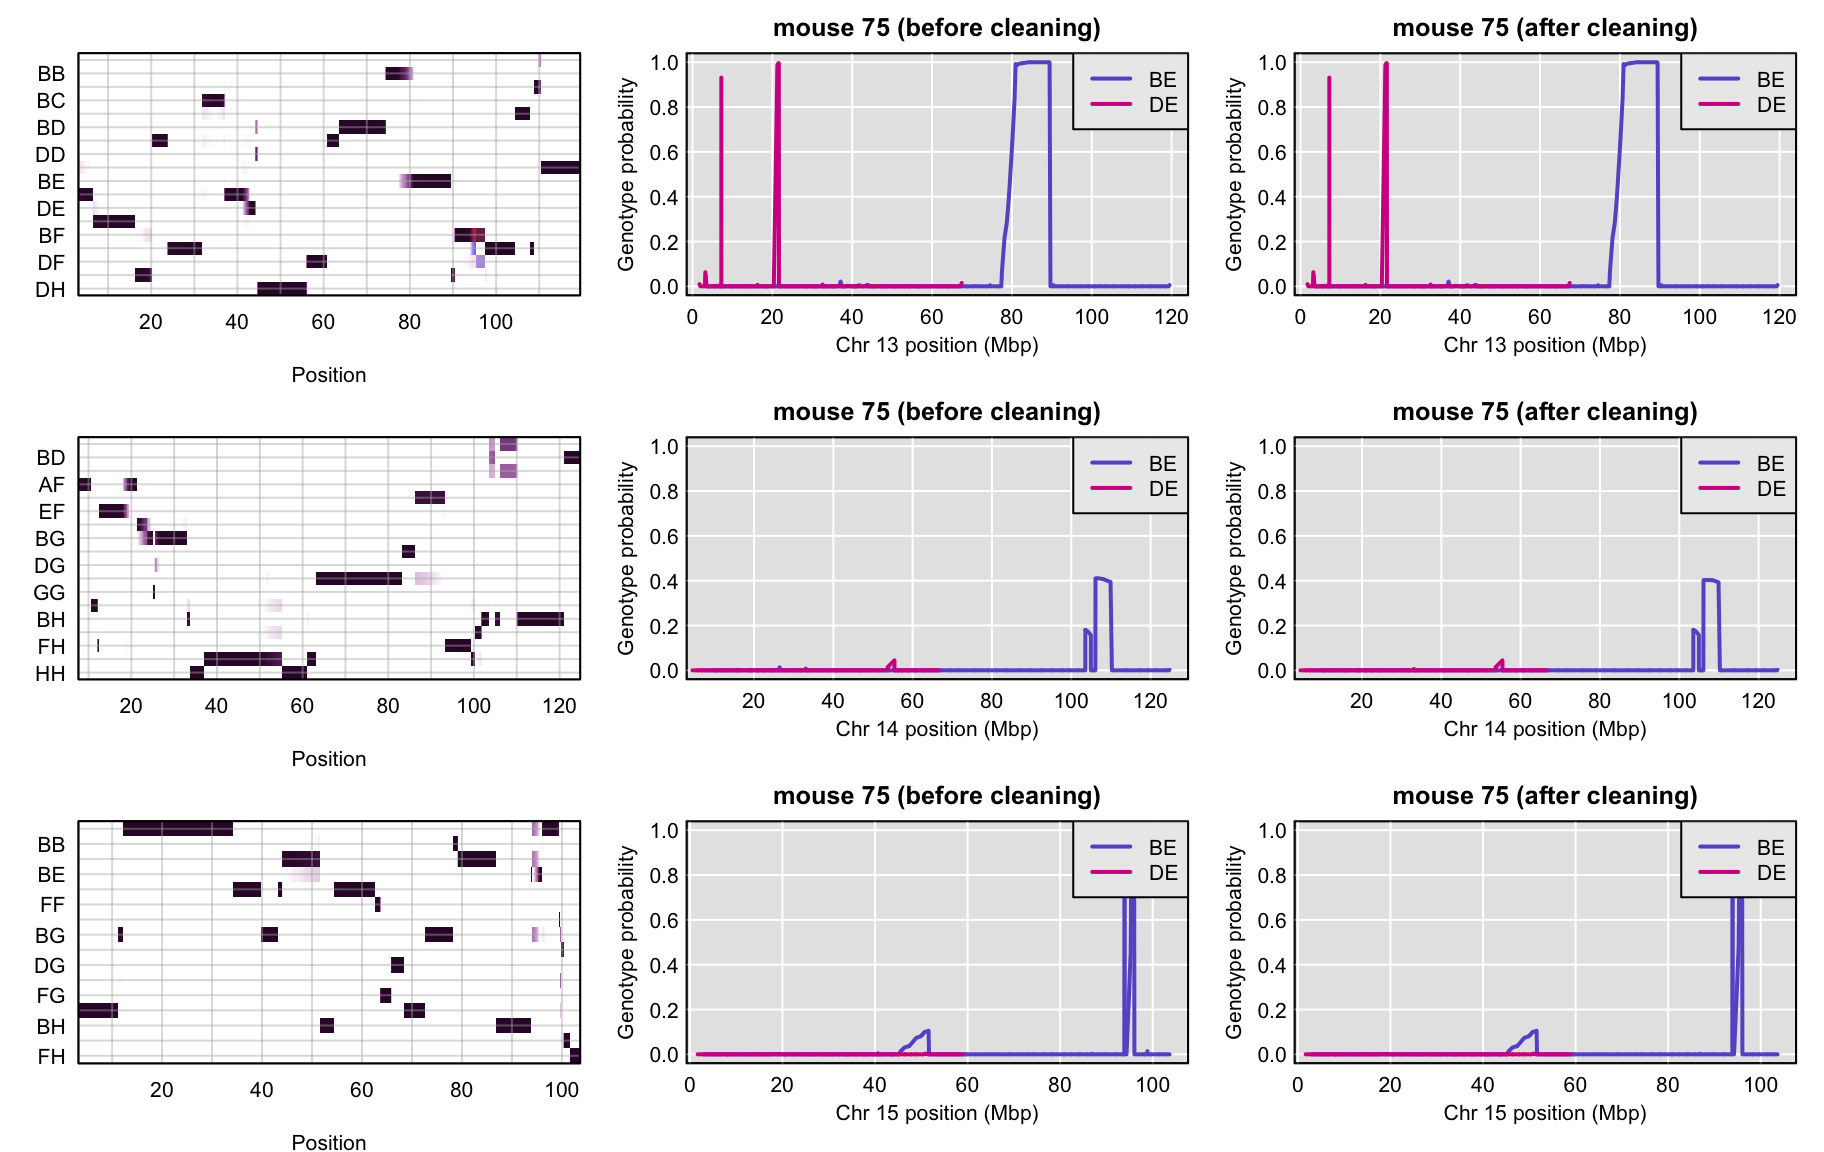 mouse 75 (before cleaning)
mouse 75 (after cleaning)
BB
BC
BD
DD
BE
DE
BF
DF
DH
20 40 60 80 100
Position
Genotype probability
1.0
0.8
0.6
0.4
0.2
0.0
BE
DE
0 20 40 60 80 100 120
Chr 13 position (Mbp)
Genotype probability
1.0
0.8
0.6
0.4
0.2
0.0
BE
DE
0 20 40 60 80 100 120
Chr 13 position (Mbp)
mouse 75 (before cleaning)
mouse 75 (after cleaning)
BD
AF
EF
BG
DG
GG
BH
FH
HH
20 40 60 80 100 120
Position
Genotype probability
1.0
0.8
0.6
0.4
0.2
0.0
BE
DE
20 40 60 80 100 120
Chr 14 position (Mbp)
Genotype probability
1.0
0.8
0.6
0.4
0.2
0.0
BE
DE
20 40 60 80 100 120
Chr 14 position (Mbp)
mouse 75 (before cleaning)
mouse 75 (after cleaning)
BB
BE
FF
BG
DG
FG
BH
FH
20 40 60 80 100
Position
Genotype probability
1.0
0.8
0.6
0.4
0.2
0.0
BE
DE
0 20 40 60 80 100
Chr 15 position (Mbp)
Genotype probability
1.0
0.8
0.6
0.4
0.2
0.0
BE
DE
0 20 40 60 80 100
Chr 15 position (Mbp)